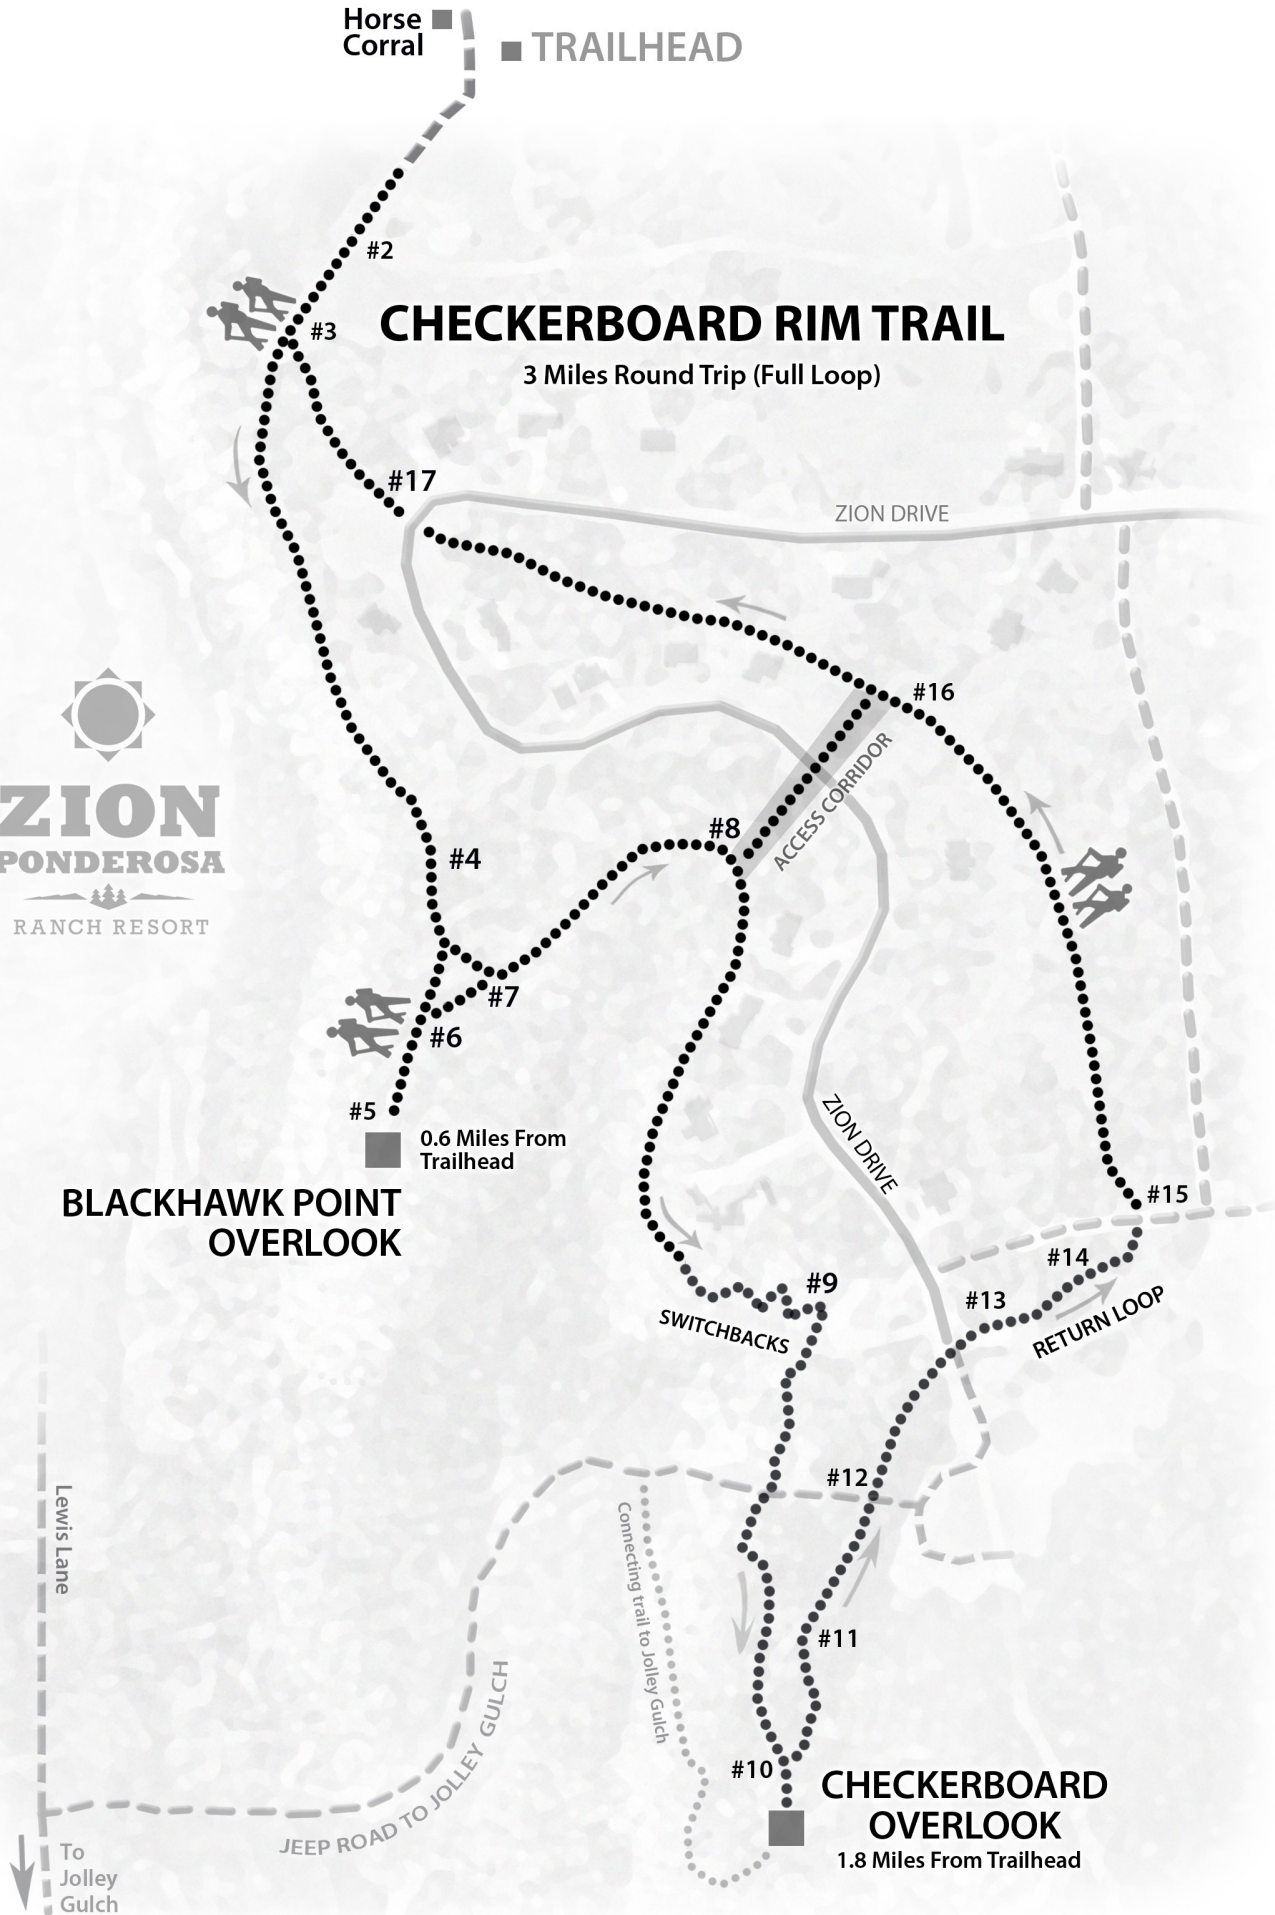 Horse
Corral
TRAILHEAD
#2
#3
CHECKERBOARD RIM TRAIL
3 Miles Round Trip (Full Loop)
#17
ZION DRIVE
#16
ACCESS CORRIDOR
#8
ZION
PONDEROSA
RANCH RESORT
#4
#7
#6
#5
0.6 Miles From
Trailhead
BLACKHAWK POINT
OVERLOOK
ZION DRIVE
#15
#14
#13
RETURN LOOP
#9
SWITCHBACKS
#12
Lewis Lane
Connecting trail to Jolley Gulch
#11
JEEP ROAD TO JOLLEY GULCH
#10
CHECKERBOARD
OVERLOOK
1.8 Miles From Trailhead
To
Jolley
Gulch